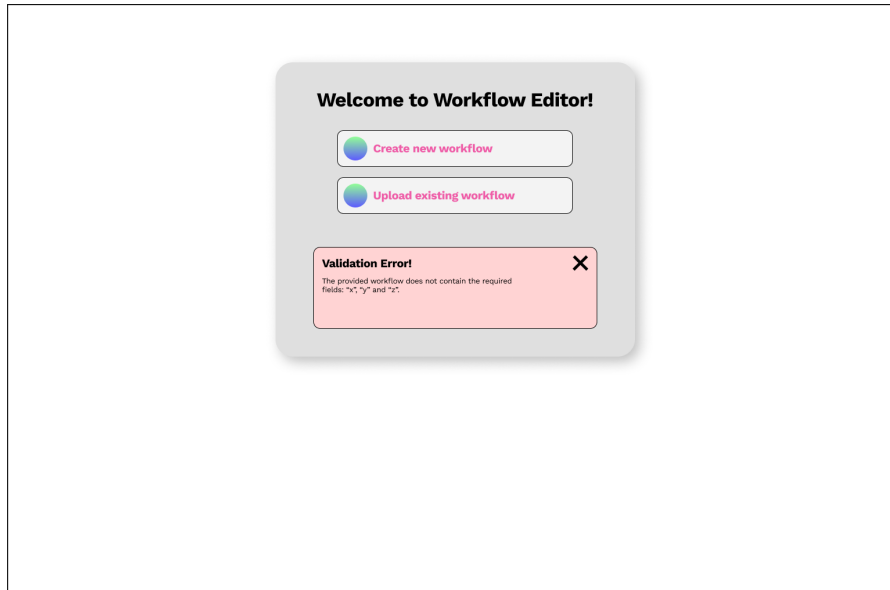 Welcome to Workflow Editor!
Create new workflow
Upload existing workflow
Validation Error!
The provided workflow does not contain the required
fields: “x”, “y” and “z”.